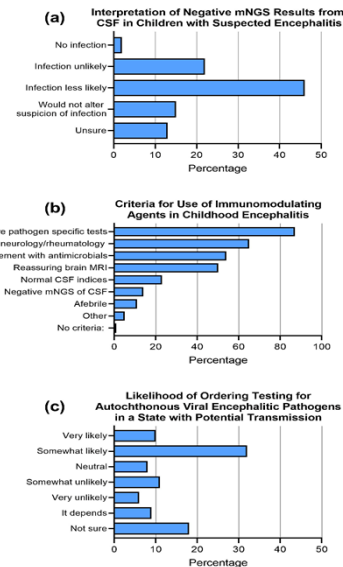 (a)
Interpretation of Negative mNGS Results from
CSF in Children with Suspected Encephalitis
No infection
Infection unlikely
Infection less likely
Would not alter
suspicion of infection
Unsure
0 10 20 30 40 50
Percentage
(b)
Criteria for Use of Immunomodulating
Agents in Childhood Encephalitis
pathogen specific tests
neurology/rheumatology
with antimicrobials
Reassuring brain MRI
Normal CSF indices
Negative mNGS of CSF
Afebrile
Other
No criteria:
0 20 40 60 80 100
Percentage
(c)
Likelihood of Ordering Testing for
Autochthonous Viral Encephalitic Pathogens
in a State with Potential Transmission
Very likely
Somewhat likely
Neutral
Somewhat unlikely
Very unlikely
It depends
Not sure
0 10 20 30 40 50
Percentage